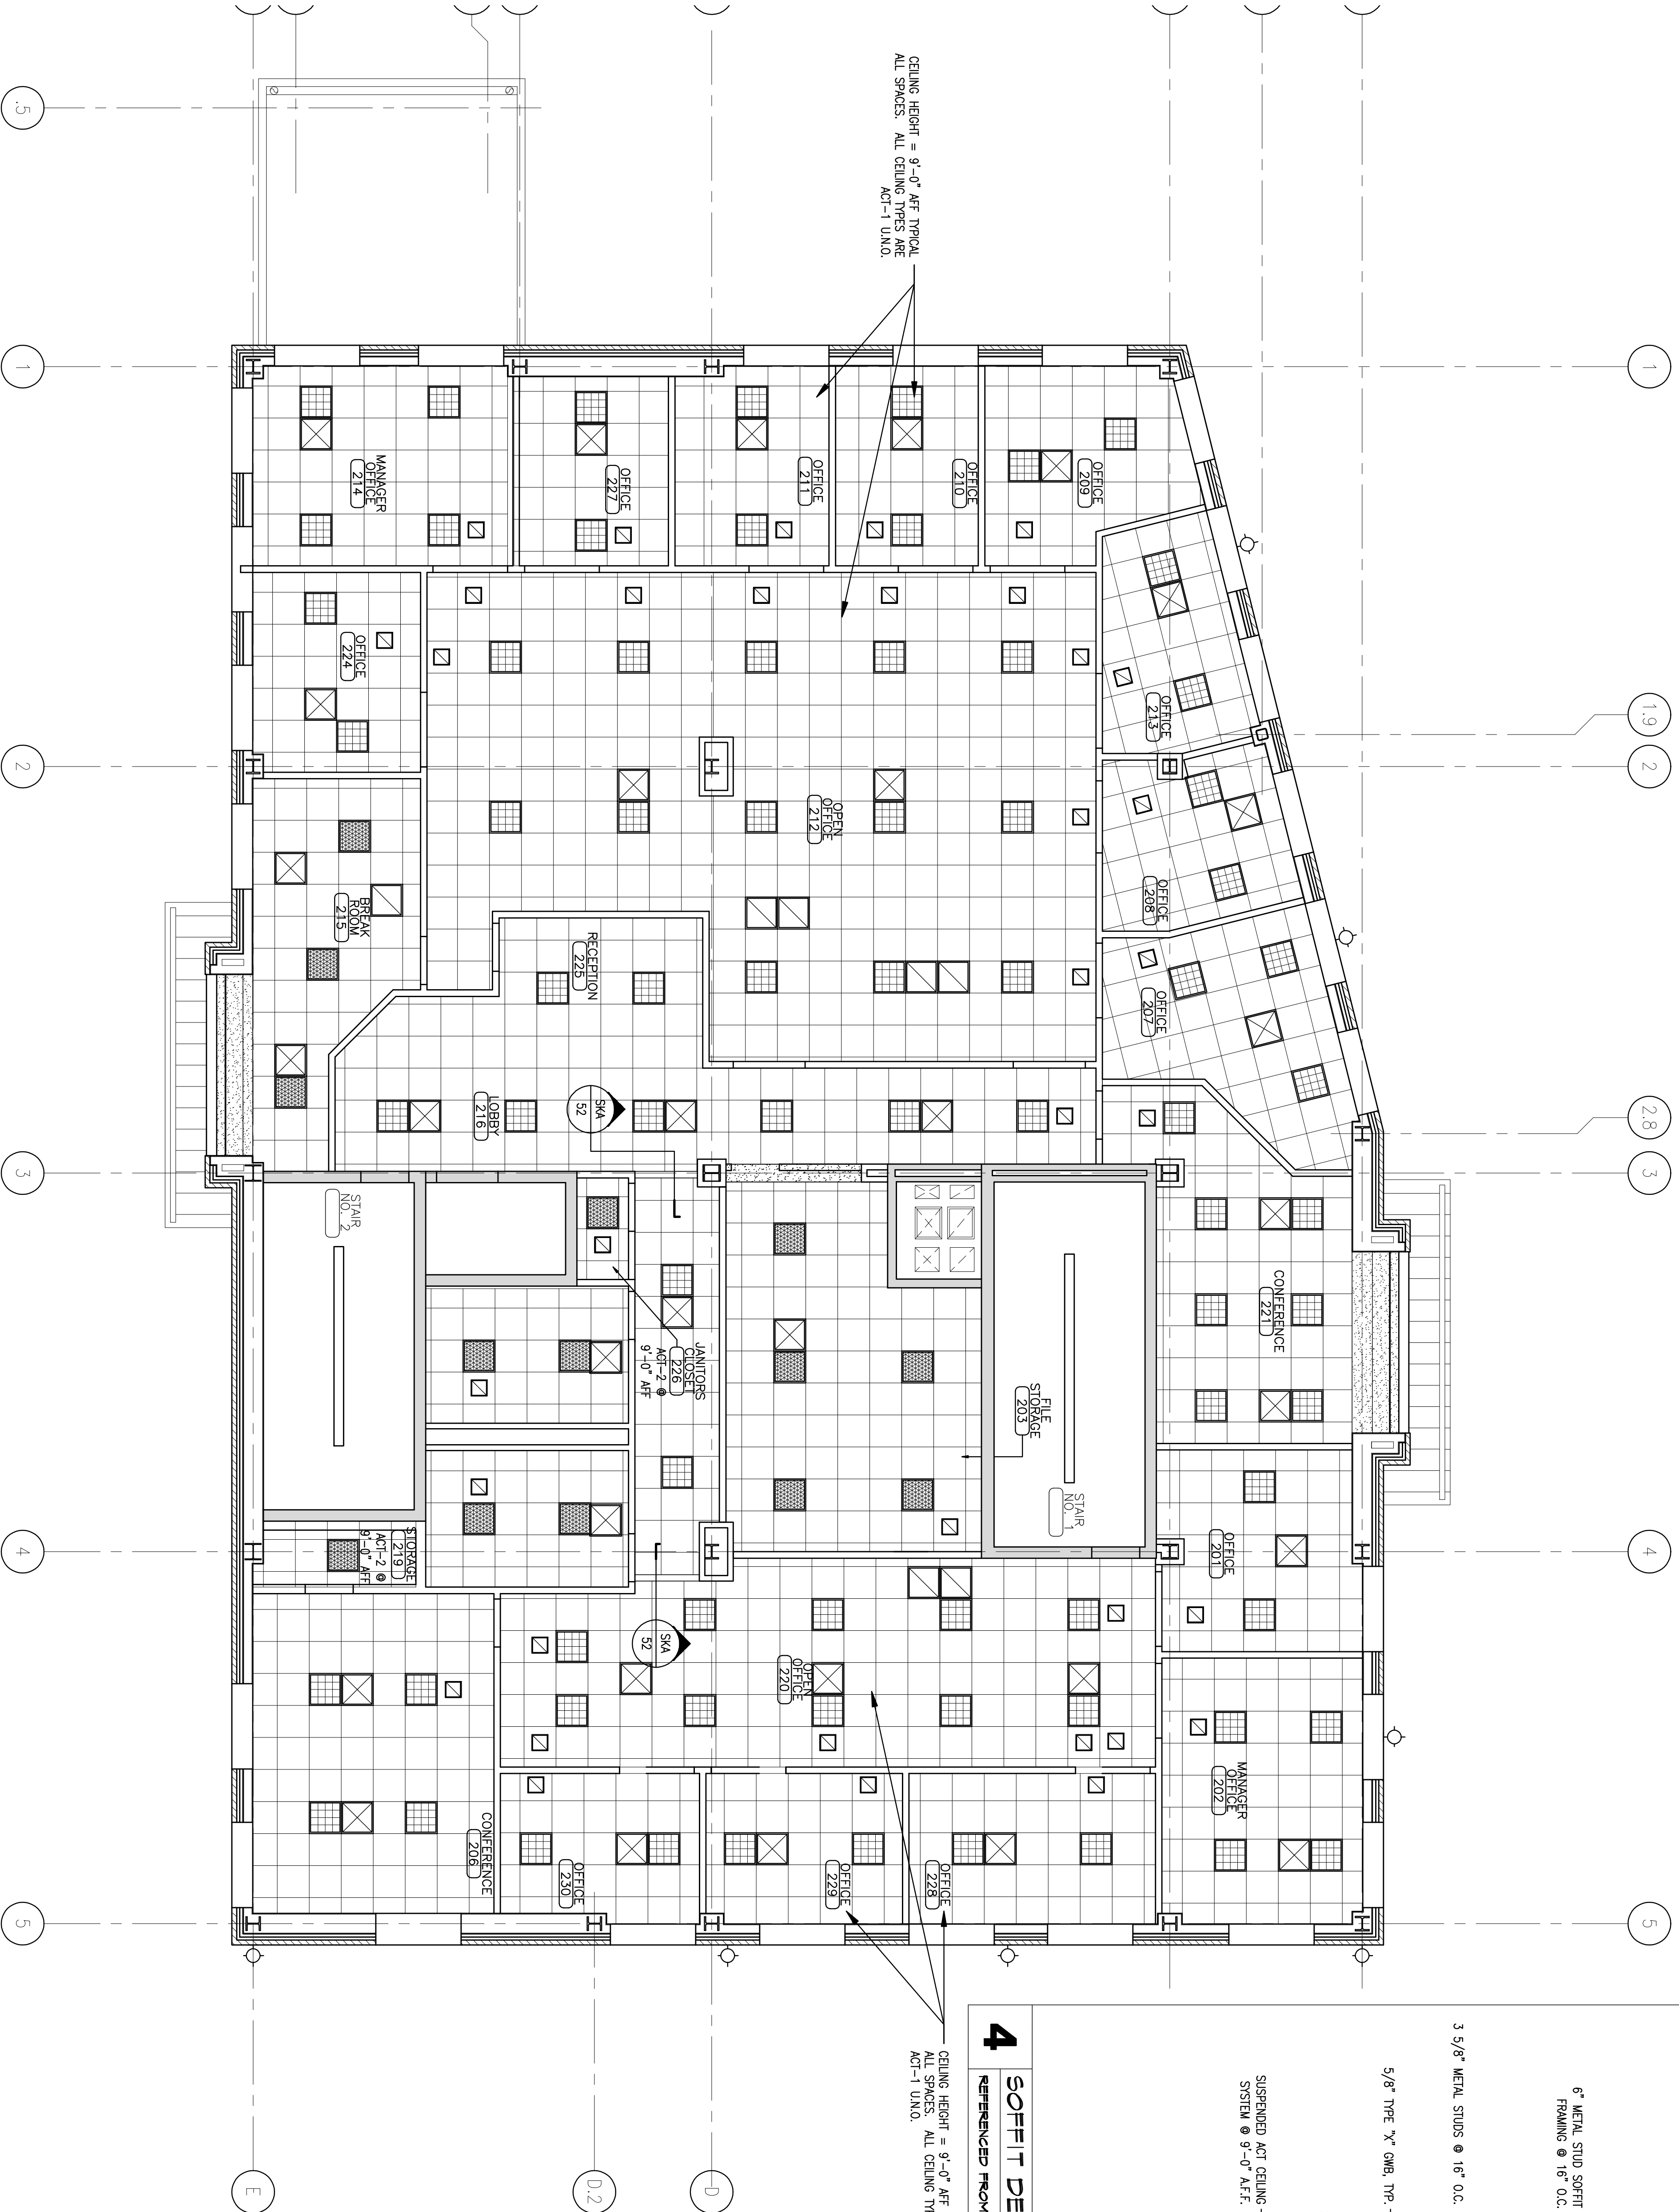 .5
1
2
3
4
5
1
1.9
2
2.8
3
4
5
E
D.2
D
CEILING HEIGHT = 9'-0" AFF TYPICAL
ALL SPACES. ALL CEILING TYPES ARE
ACT-1 U.N.O.
MANAGER
OFFICE
214
OFFICE
227
OFFICE
211
OFFICE
210
OFFICE
209
OFFICE
213
OFFICE
224
OPEN
OFFICE
212
OFFICE
208
BREAK
ROOM
215
RECEPTION
225
OFFICE
207
LOBBY
216
SKA
52
STAIR
NO. 2
JANITORS
CLOSET
226
ACT-2 @
9'-0" AFF
FILE
STORAGE
203
STAIR
NO. 1
CONFERENCE
221
STORAGE
219
ACT-2 @
9'-0" AFF
OFFICE
201
SKA
52
OPEN
OFFICE
220
MANAGER
OFFICE
202
CONFERENCE
206
OFFICE
230
OFFICE
229
OFFICE
228
CEILING HEIGHT = 9'-0" AFF
ALL SPACES. ALL CEILING TY
ACT-1 U.N.O.
6" METAL STUD SOFFIT
FRAMING @ 16" O.C.
3 5/8" METAL STUDS @ 16" O.C.
5/8" TYPE "X" GWB, TYP.
SUSPENDED ACT CEILING
SYSTEM @ 9'-0" A.F.F.
4
SOFFIT DE
REFERENCED FROM